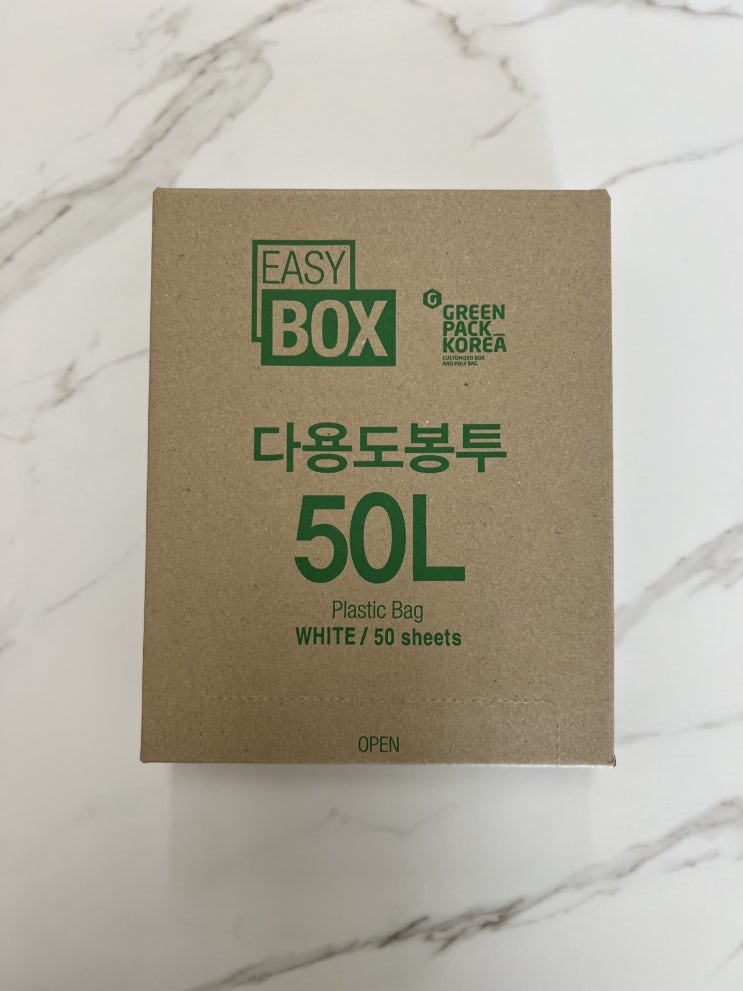 EASY
BOX
G
GREEN
PACK_
KOREA
CUSTOMIZED BOX
AND POLY BAG
다용도봉투
50L
Plastic Bag
WHITE / 50 sheets
OPEN